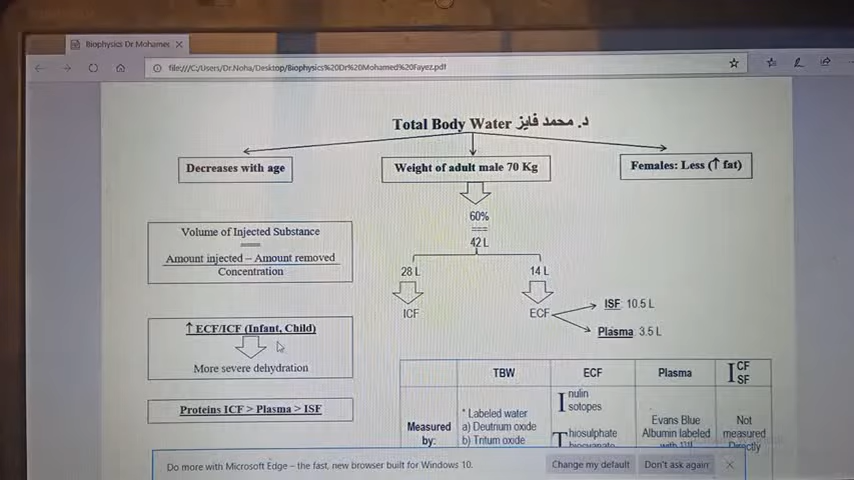 Biophysics Dr Mohamed
file:///C:/Users/Dr.Noha/Desktop/Biophysics%20Dr%20Mohamed%20Fayez.pdf
Total Body Water د. محمد فايز
Decreases with age
Weight of adult male 70 Kg
Females: Less (↑ fat)
60%
===
42 L
Volume of Injected Substance
===
Amount injected – Amount removed
Concentration
28 L
14 L
ICF
ECF
ISF: 10.5 L
Plasma: 3.5 L
↑ ECF/ICF (Infant, Child)
More severe dehydration
Proteins ICF > Plasma > ISF
TBW
ECF
Plasma
ICF
ISF
Measured by:
* Labeled water
a) Deutrium oxide
b) Tritum oxide
Inulin
Isotopes
Thiosulphate
Evans Blue
Albumin labeled
Not
measured
Directly
Do more with Microsoft Edge – the fast, new browser built for Windows 10.
Change my default
Don't ask again